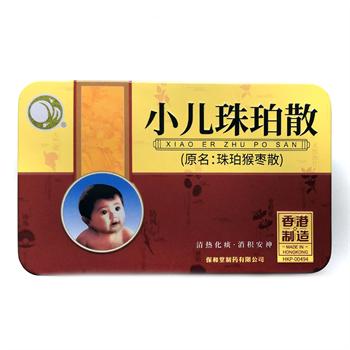 小儿珠珀散
XIAO ER ZHU PO SAN
(原名：珠珀猴枣散)
清热化痰·消积安神
保和堂制药有限公司
香港
制造
MADE IN
HONGKONG
HKP-00494